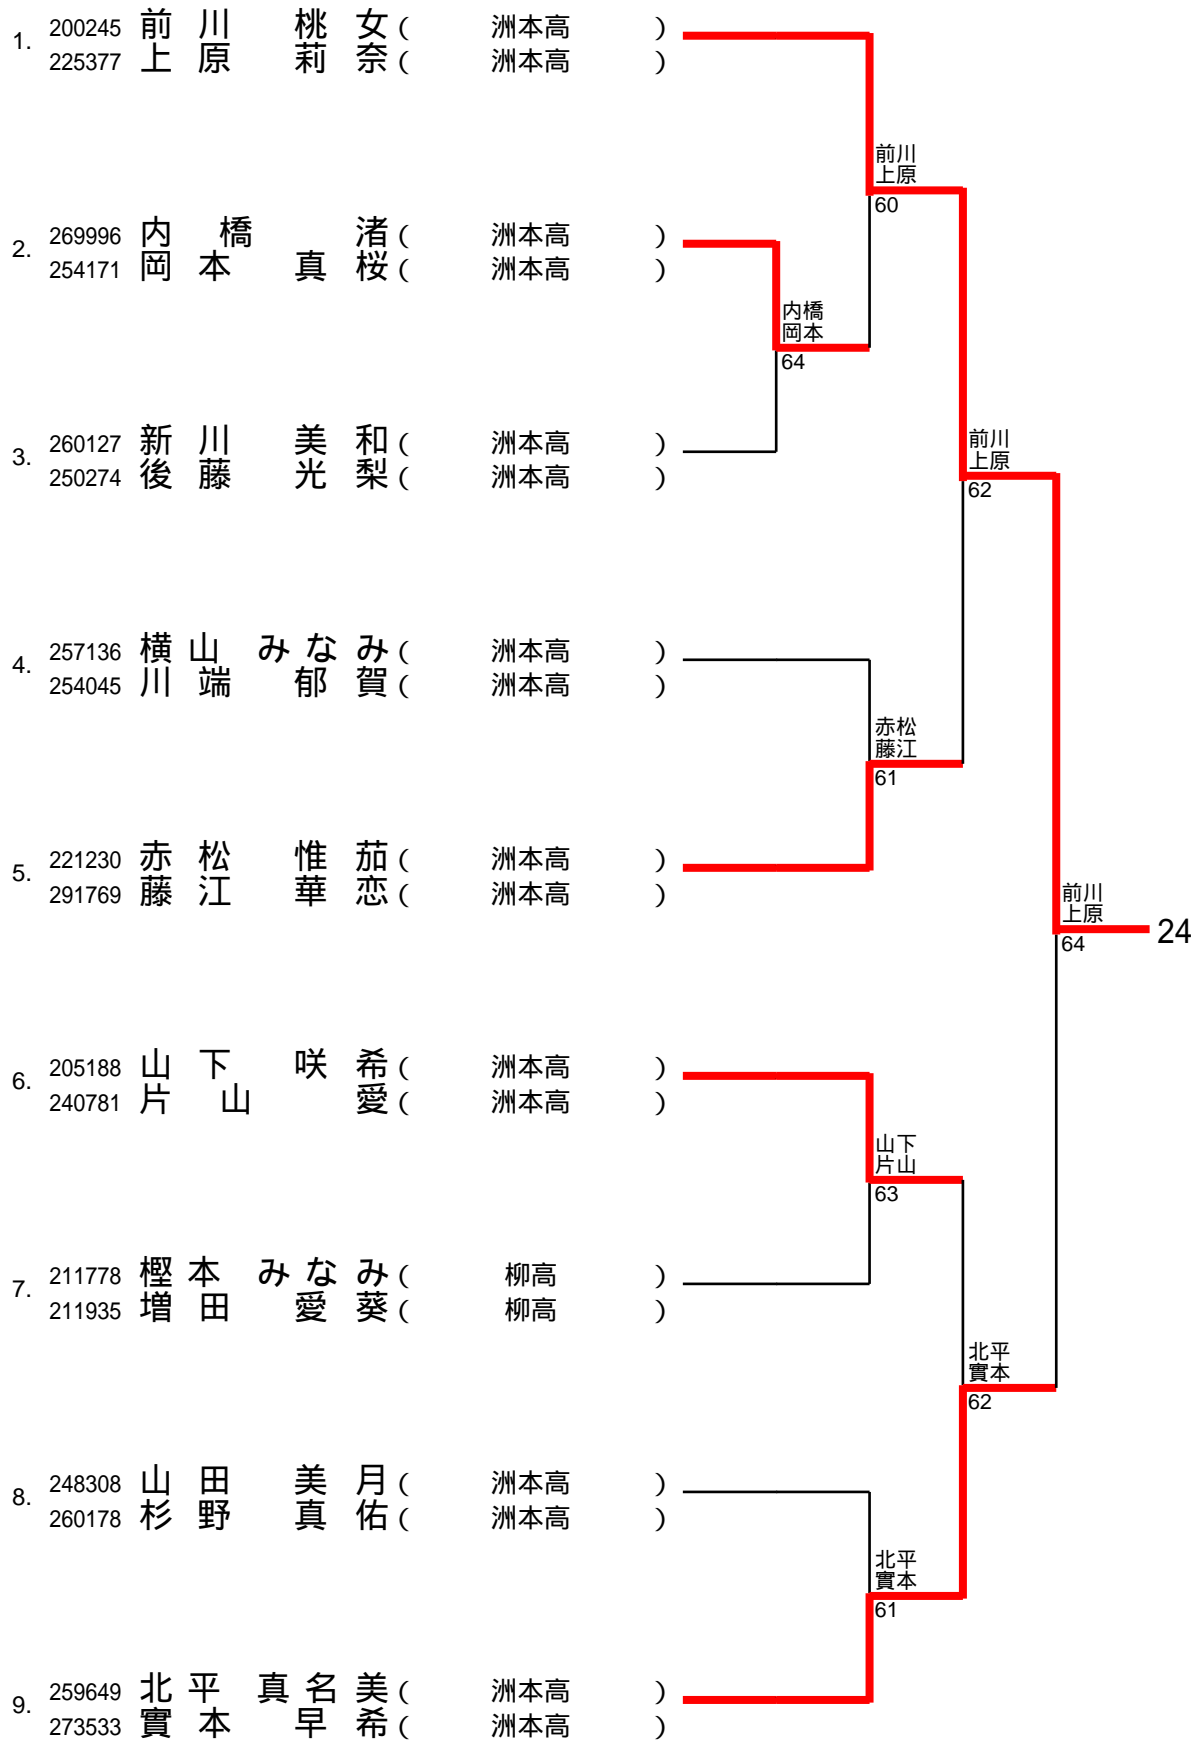 1. 200245 前川 桃女 ( 洲本高 )
225377 上原 莉奈 ( 洲本高 )
前川
上原
60
2. 269996 内橋 渚 ( 洲本高 )
254171 岡本 真桜 ( 洲本高 )
内橋
岡本
64
3. 260127 新川 美和 ( 洲本高 )
250274 後藤 光梨 ( 洲本高 )
前川
上原
62
4. 257136 横山 みなみ ( 洲本高 )
254045 川端 郁賀 ( 洲本高 )
赤松
藤江
61
5. 221230 赤松 惟茄 ( 洲本高 )
291769 藤江 華恋 ( 洲本高 )
前川
上原
64
24
6. 205188 山下 咲希 ( 洲本高 )
240781 片山 愛 ( 洲本高 )
山下
片山
63
7. 211778 樫本 みなみ ( 柳高 )
211935 増田 愛葵 ( 柳高 )
北平
實本
62
8. 248308 山田 美月 ( 洲本高 )
260178 杉野 真佑 ( 洲本高 )
北平
實本
61
9. 259649 北平 真名美 ( 洲本高 )
273533 實本 早希 ( 洲本高 )